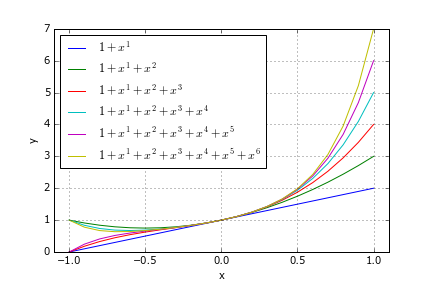 7
6
5
4
3
2
1
0
y
1 + x^1
1 + x^1 + x^2
1 + x^1 + x^2 + x^3
1 + x^1 + x^2 + x^3 + x^4
1 + x^1 + x^2 + x^3 + x^4 + x^5
1 + x^1 + x^2 + x^3 + x^4 + x^5 + x^6
−1.0 −0.5 0.0 0.5 1.0
x